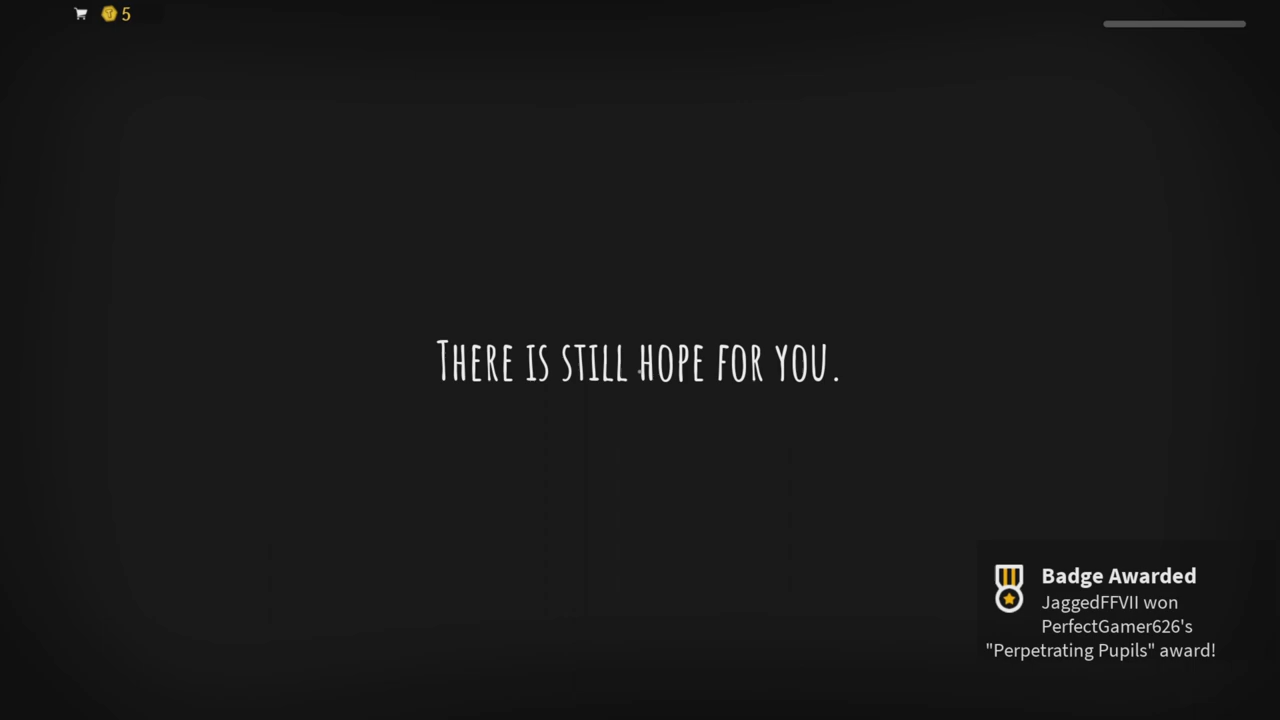 5
There is still hope for you.
Badge Awarded
JaggedFFVII won
PerfectGamer626's
"Perpetrating Pupils" award!